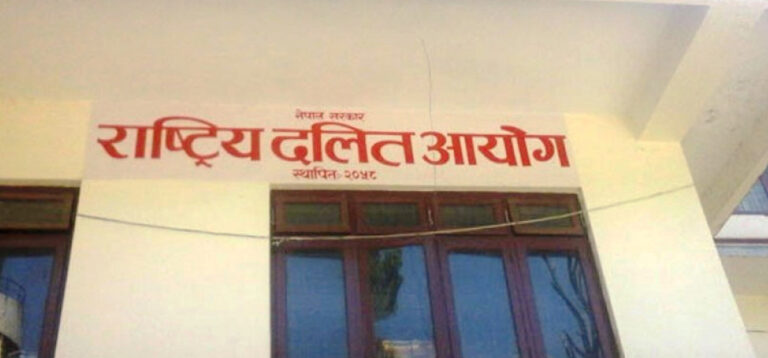 नेपाल सरकार
राष्ट्रिय दलित आयोग
स्थापितः २०५८